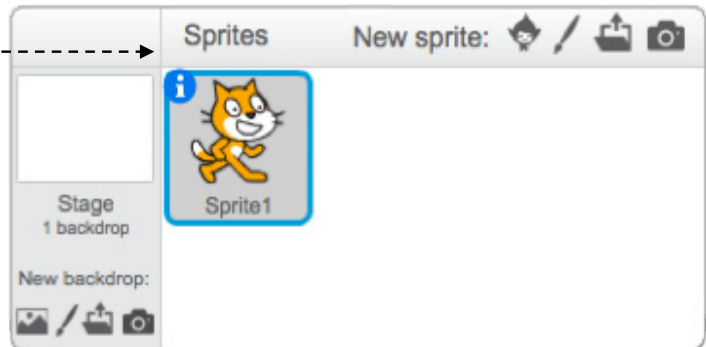 Sprites New sprite:
i
Sprite1
Stage
1 backdrop
New backdrop: